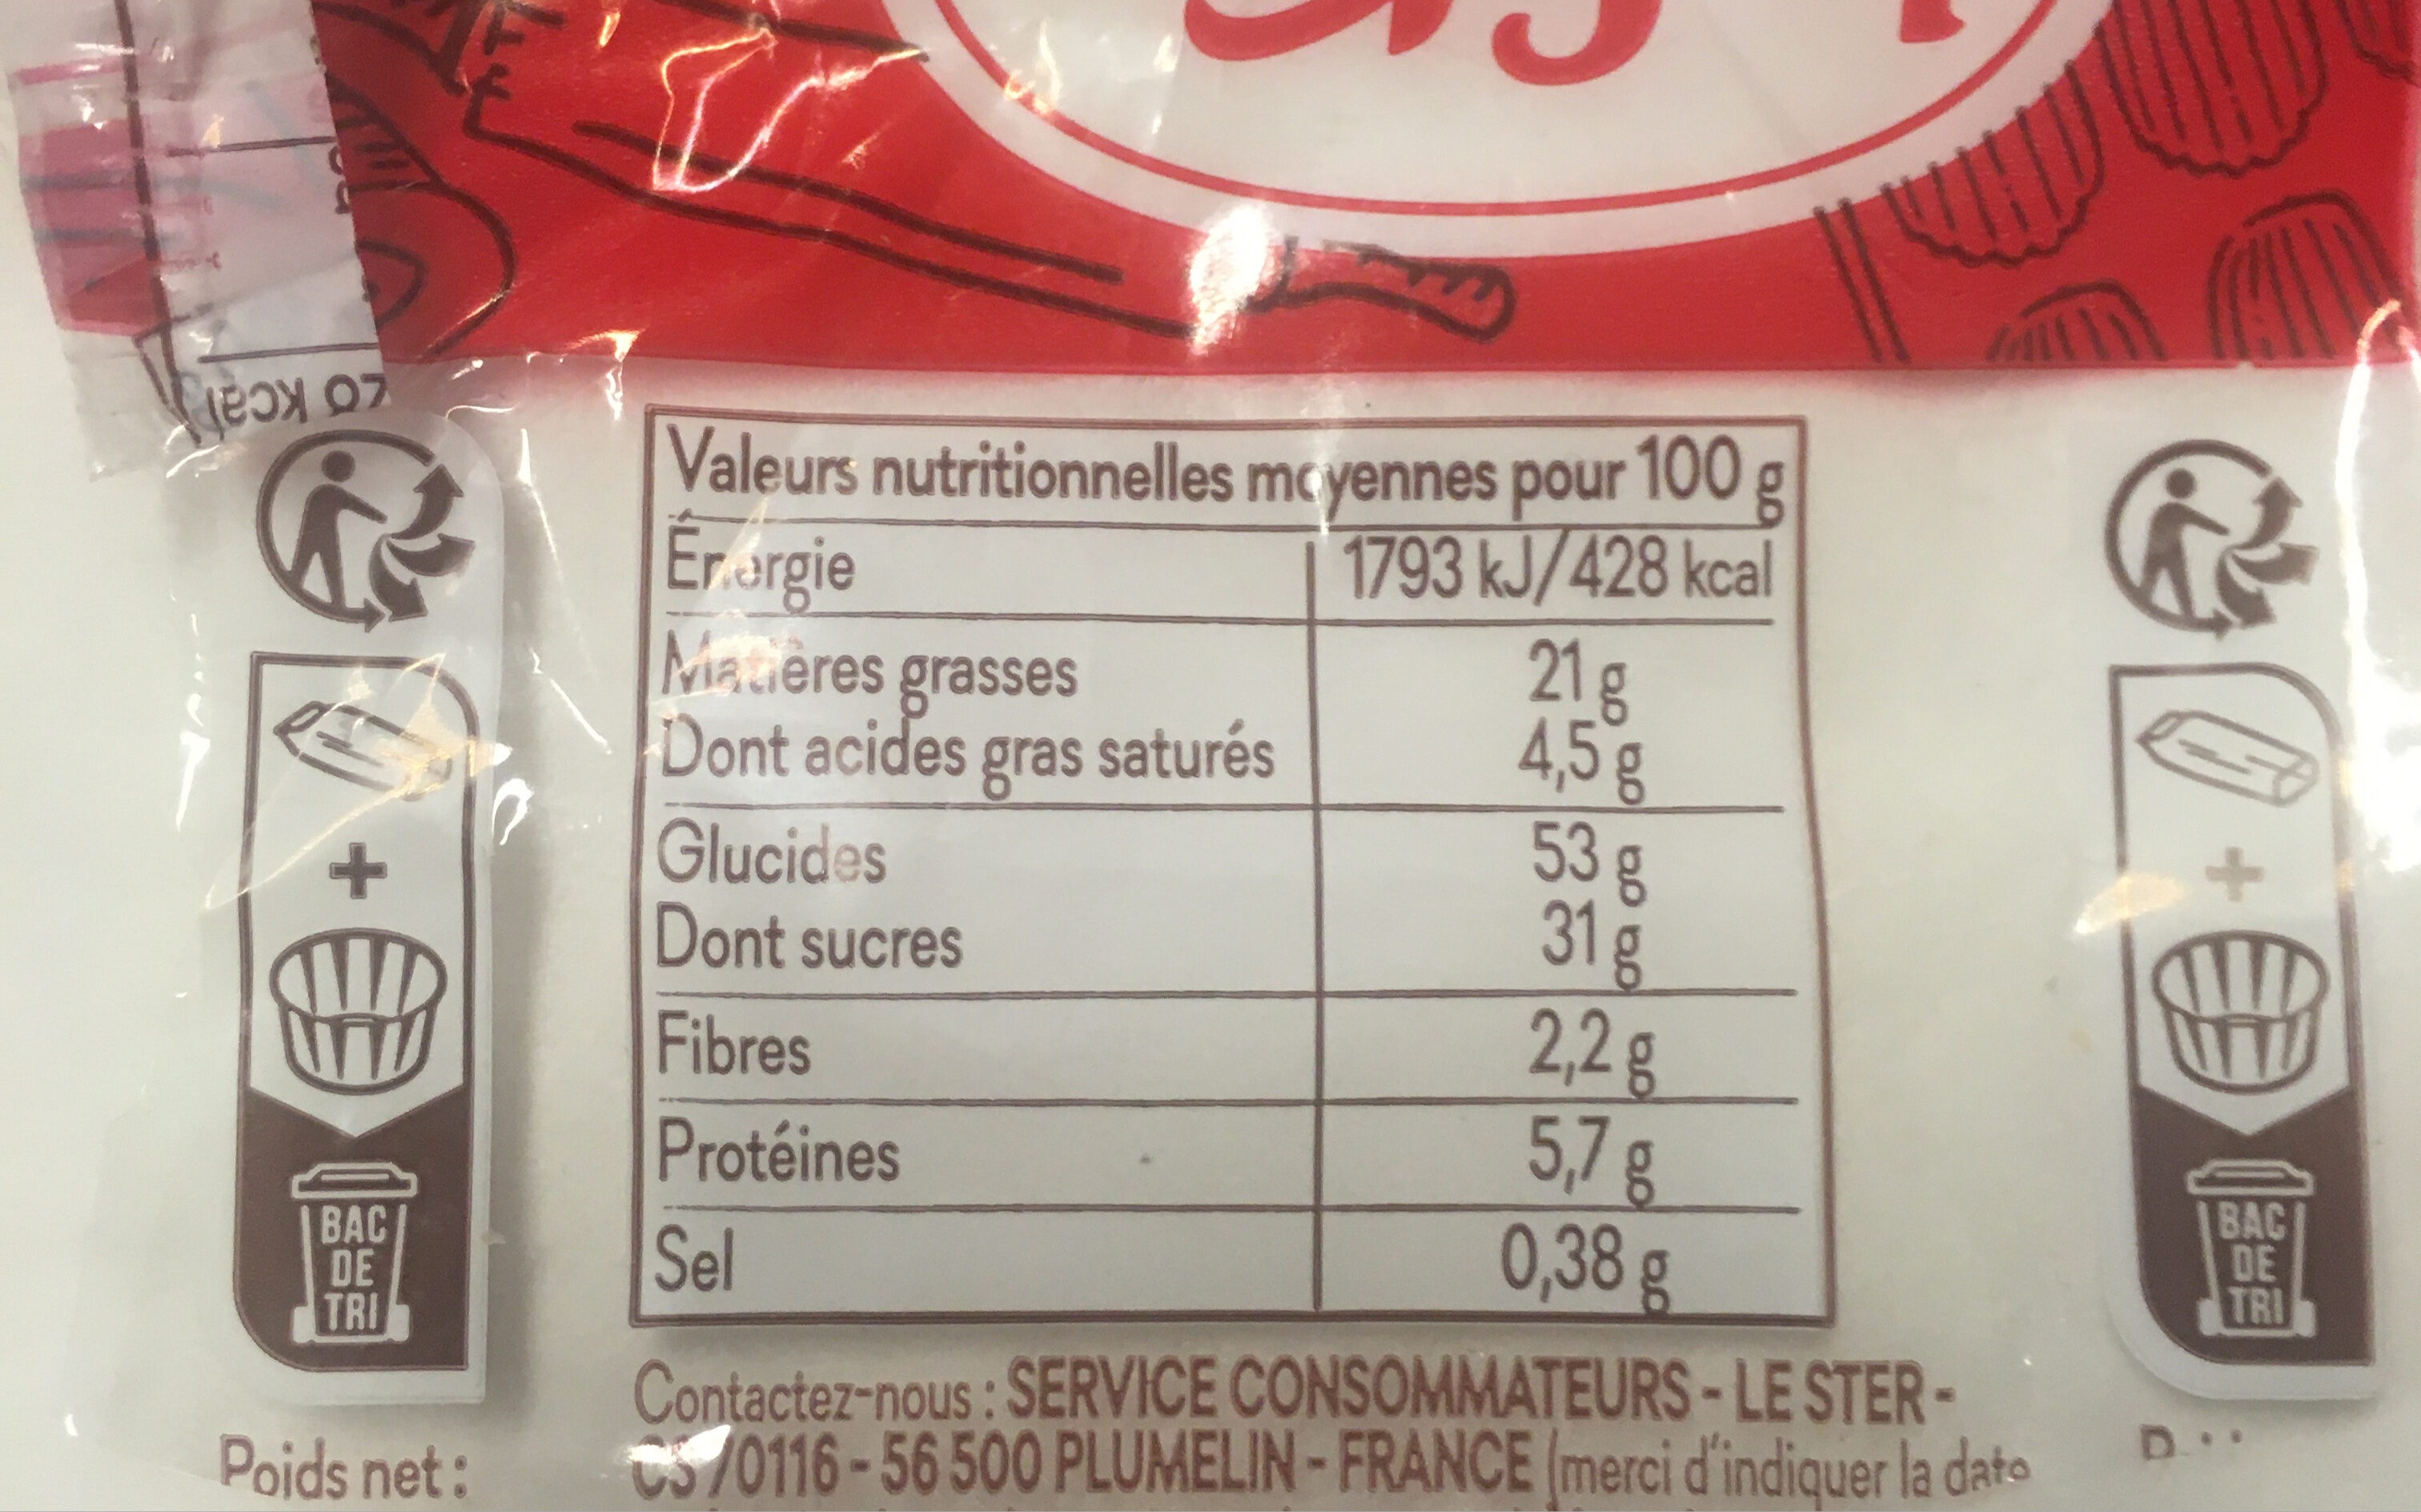 20 kcal)
Valeurs nutritionnelles moyennes pour 100 g
Énergie 1793 kJ/428 kcal
Matières grasses 21 g
Dont acides gras saturés 4,5 g
Glucides 53 g
Dont sucres 31 g
Fibres 2,2 g
Protéines 5,7 g
Sel 0,38 g
BAC
DE
TRI
BAC
DE
TRI
Contactez-nous : SERVICE CONSOMMATEURS - LE STER -
CS 70116 - 56 500 PLUMELIN - FRANCE (merci d'indiquer la date
Poids net :